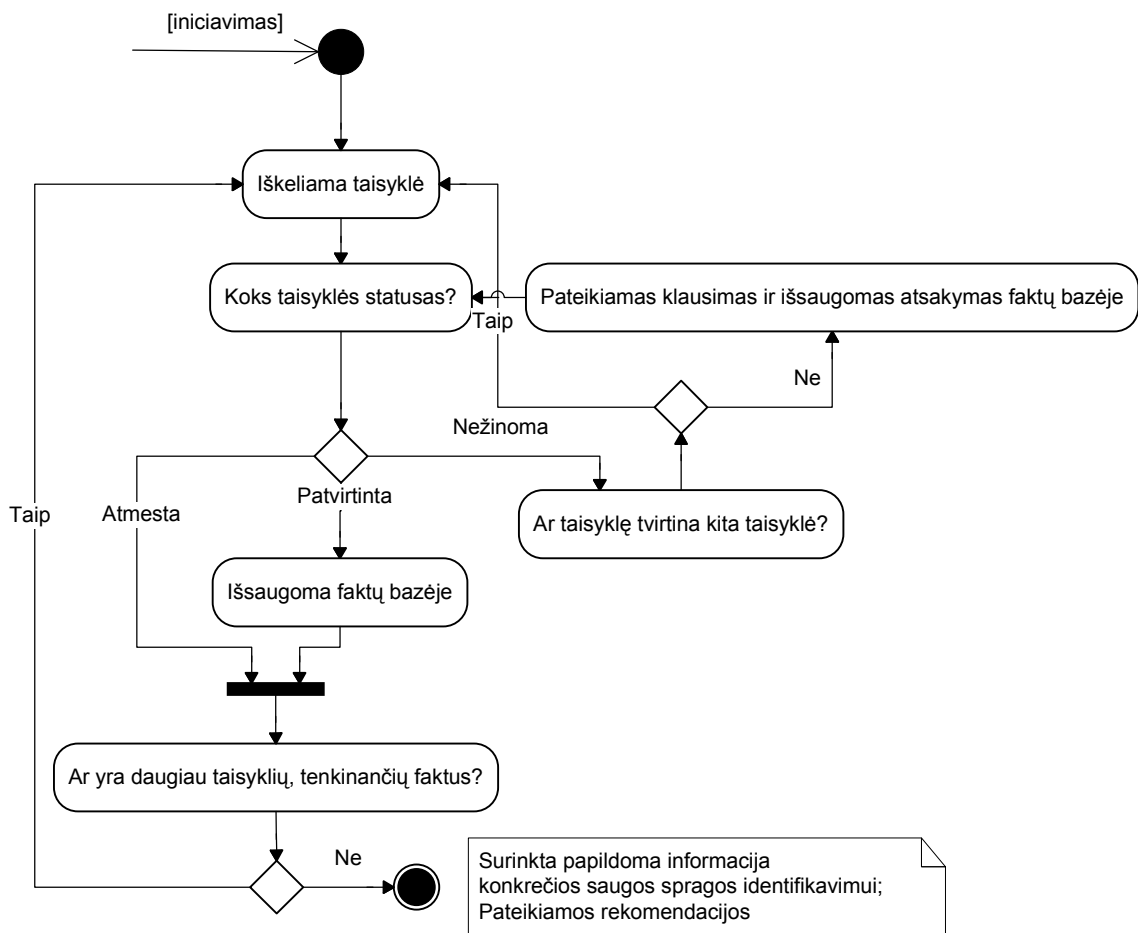 [iniciavimas]
Iškeliama taisyklė
Koks taisyklės statusas?
Pateikiamas klausimas ir išsaugomas atsakymas faktų bazėje
Taip
Ne
Nežinoma
Patvirtinta
Taip
Atmesta
Ar taisyklę tvirtina kita taisyklė?
Išsaugoma faktų bazėje
Ar yra daugiau taisyklių, tenkinančių faktus?
Ne
Surinkta papildoma informacija
konkrečios saugos spragos identifikavimui;
Pateikiamos rekomendacijos